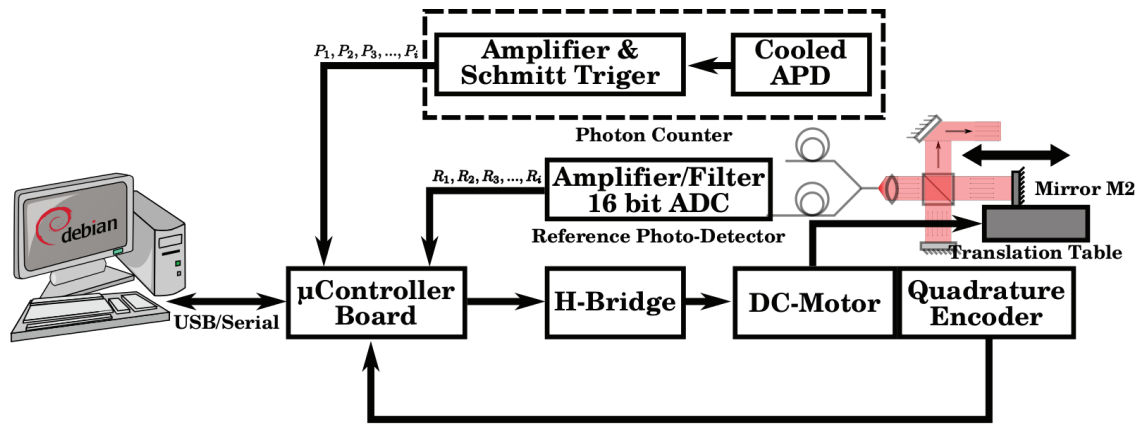 P₁, P₂, P₃, ..., Pᵢ
Amplifier &
Schmitt Triger
Cooled
APD
Photon Counter
R₁, R₂, R₃, ..., Rᵢ
Amplifier/Filter
16 bit ADC
Reference Photo-Detector
Mirror M2
Translation Table
debian
USB/Serial
µController
Board
H-Bridge
DC-Motor
Quadrature
Encoder